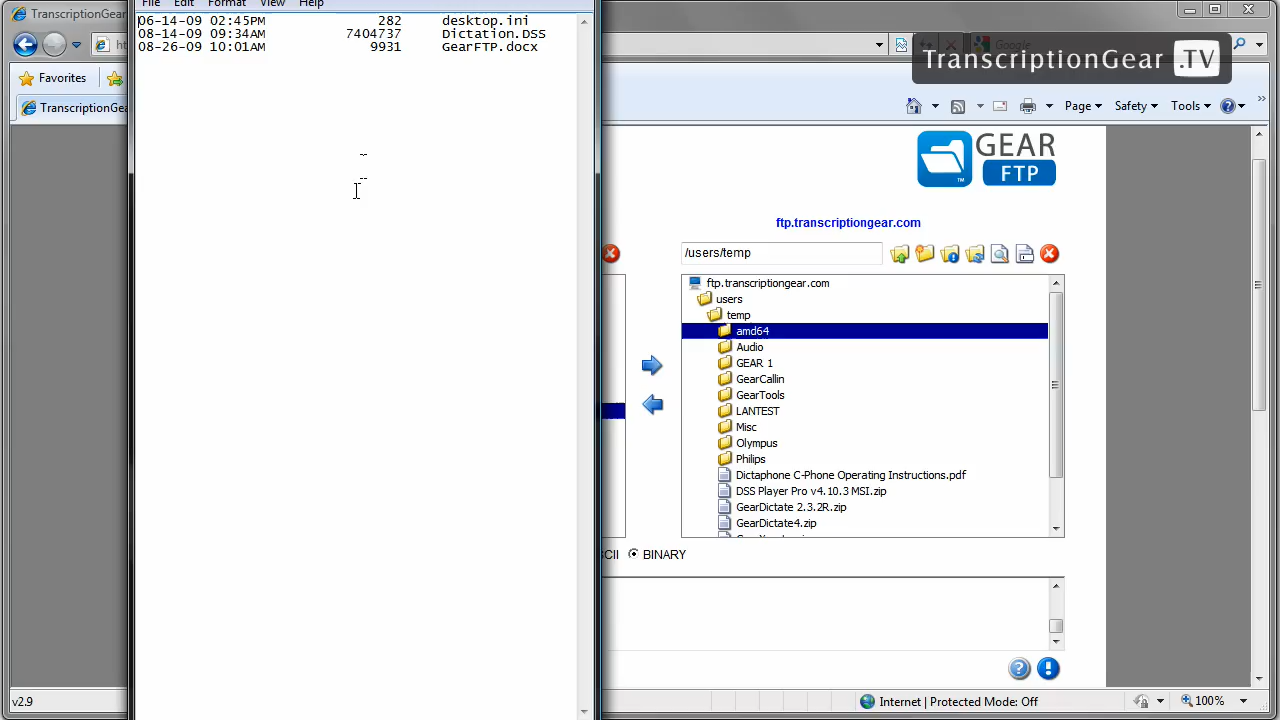 TranscriptionGear
File Edit Format View Help
06-14-09 02:45PM 282 desktop.ini
08-14-09 09:34AM 7404737 Dictation.DSS
08-26-09 10:01AM 9931 GearFTP.docx
Google
TranscriptionGear .TV
Favorites
TranscriptionGea
Page Safety Tools
GEAR
FTP
ftp.transcriptiongear.com
/users/temp
ftp.transcriptiongear.com
users
temp
amd64
Audio
GEAR 1
GearCallin
GearTools
LANTEST
Misc
Olympus
Philips
Dictaphone C-Phone Operating Instructions.pdf
DSS Player Pro v4.10.3 MSI.zip
GearDictate 2.3.2R.zip
GearDictate4.zip
CII BINARY
v2.9
Internet | Protected Mode: Off
100%